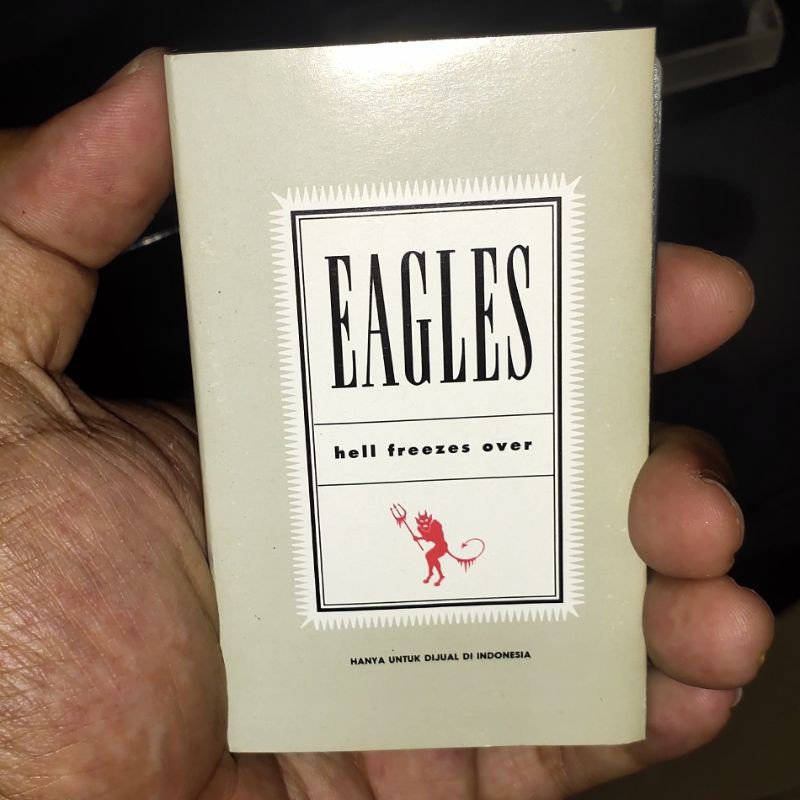 EAGLES
hell freezes over
HANYA UNTUK DIJUAL DI INDONESIA